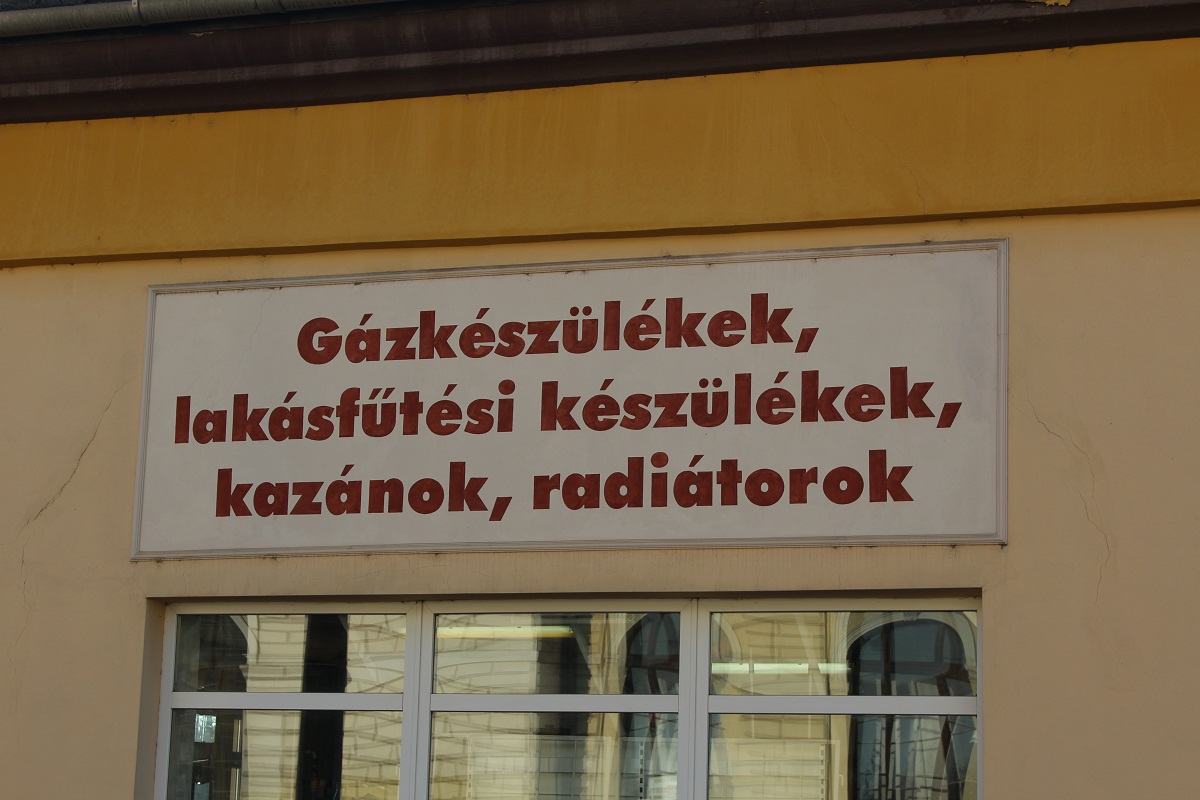 Gázkészülékek,
lakásfűtési készülékek,
kazánok, radiátorok